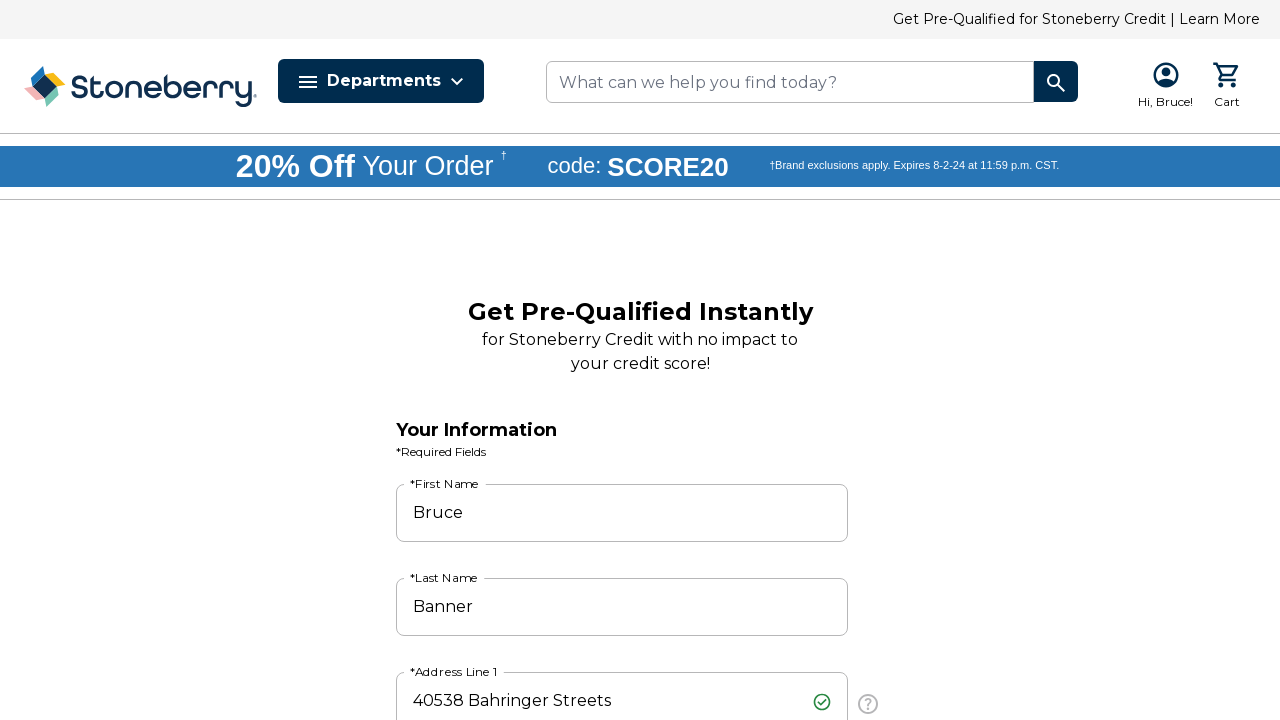 Get Pre-Qualified for Stoneberry Credit | Learn More
Stoneberry®
Departments
What can we help you find today?
Hi, Bruce!
Cart
20% Off Your Order † code: SCORE20 †Brand exclusions apply. Expires 8-2-24 at 11:59 p.m. CST.
Get Pre-Qualified Instantly
for Stoneberry Credit with no impact to
your credit score!
Your Information
*Required Fields
*First Name
Bruce
*Last Name
Banner
*Address Line 1
40538 Bahringer Streets